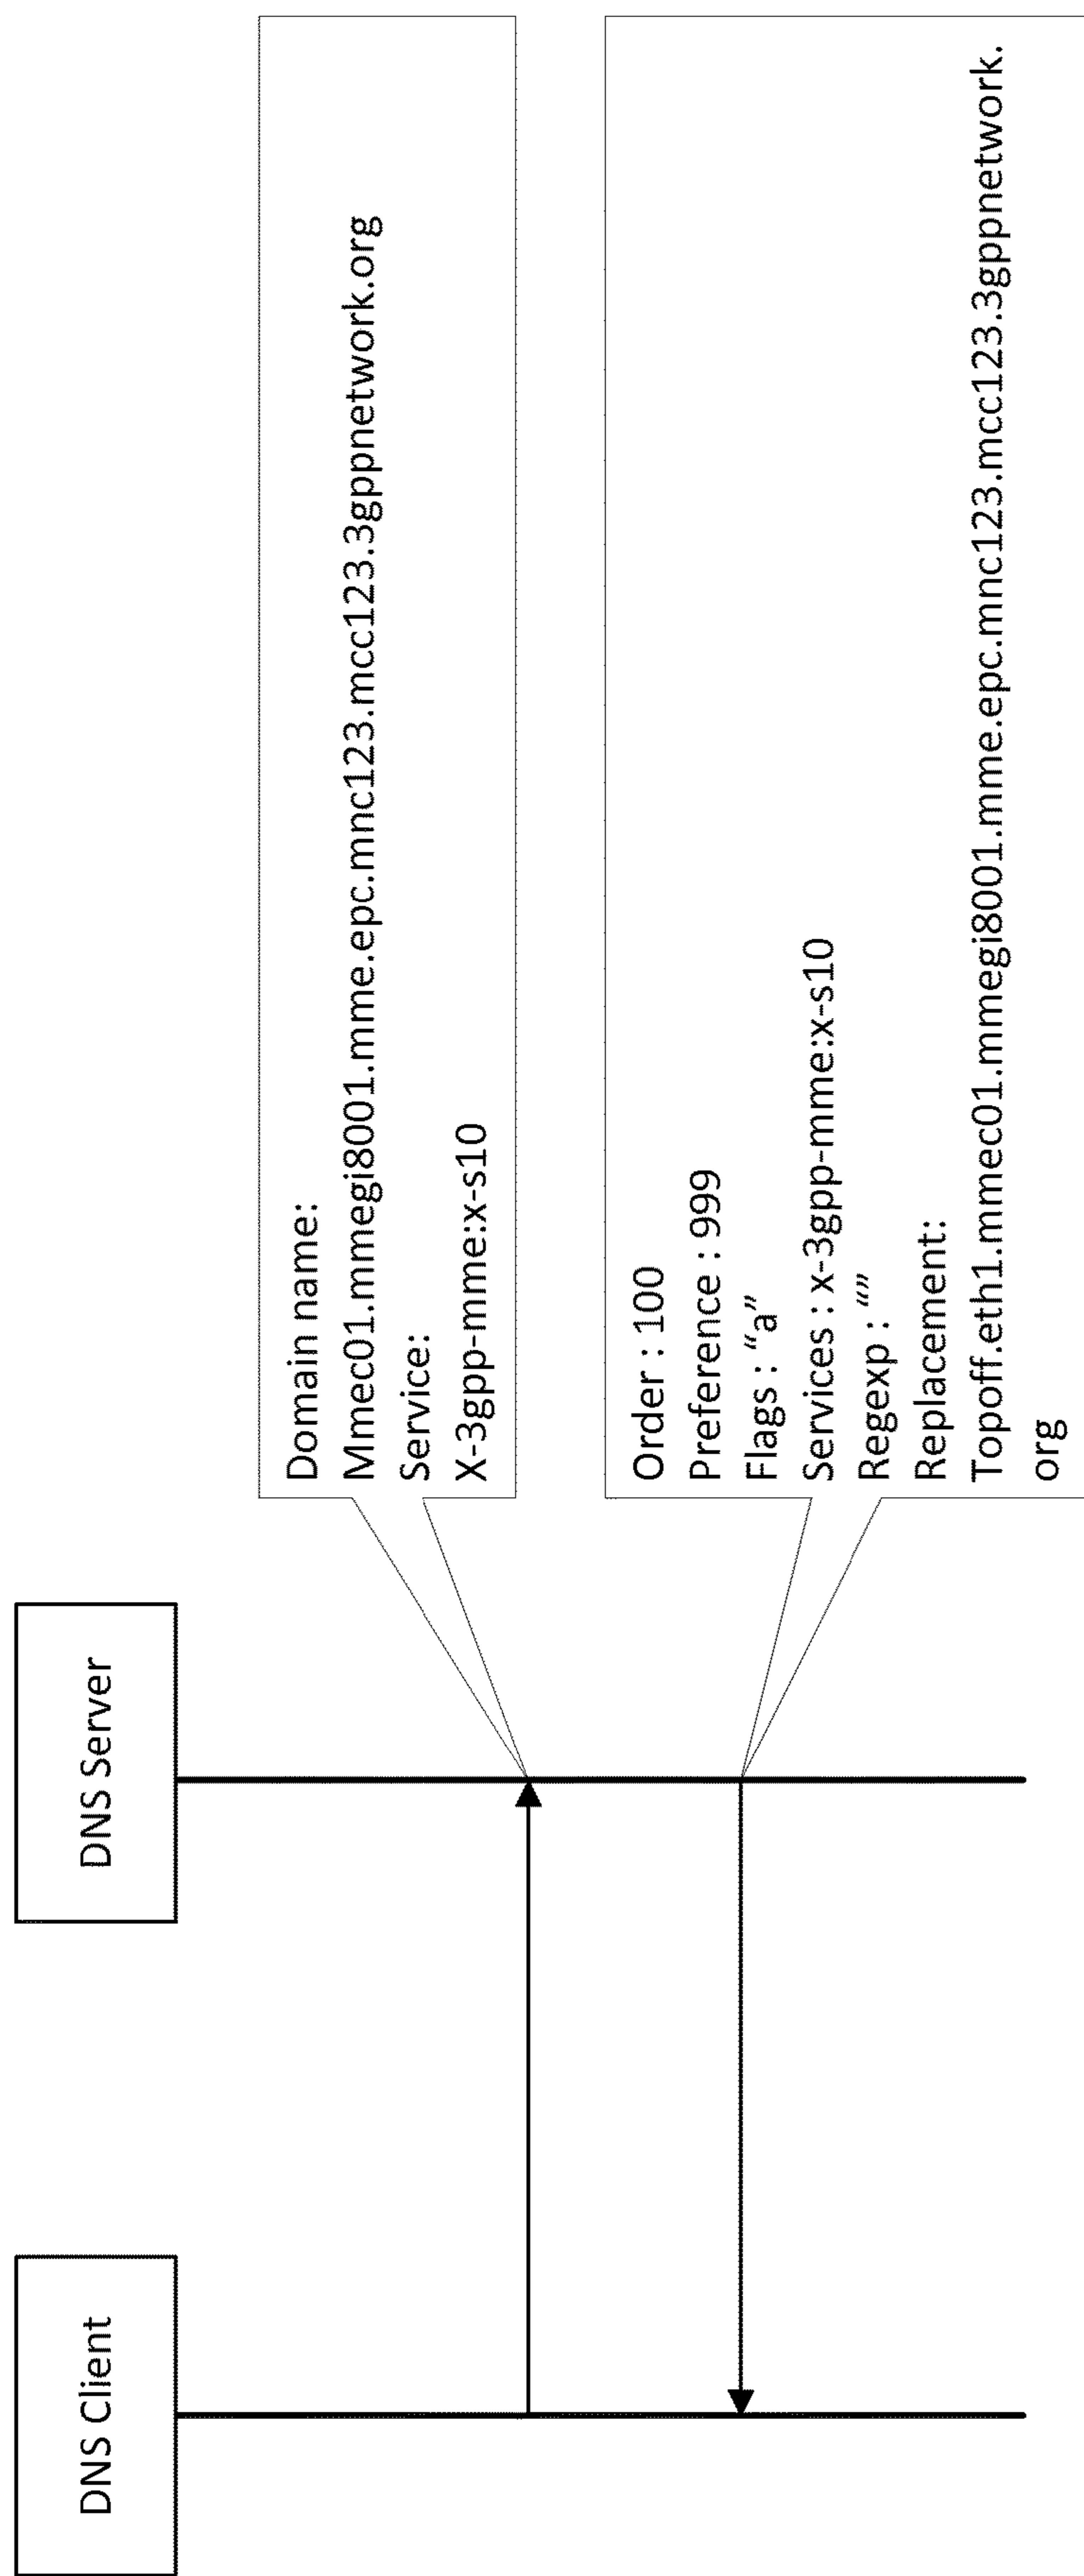 DNS Client
DNS Server
Domain name:
Mmec01.mmegi8001.mme.epc.mnc123.mcc123.3gppnetwork.org
Service:
X-3gpp-mme:x-s10
Order : 100
Preference : 999
Flags : “a”
Services : x-3gpp-mme:x-s10
Regexp : “”
Replacement:
Topoff.eth1.mmec01.mmegi8001.mme.epc.mnc123.mcc123.3gppnetwork.
org